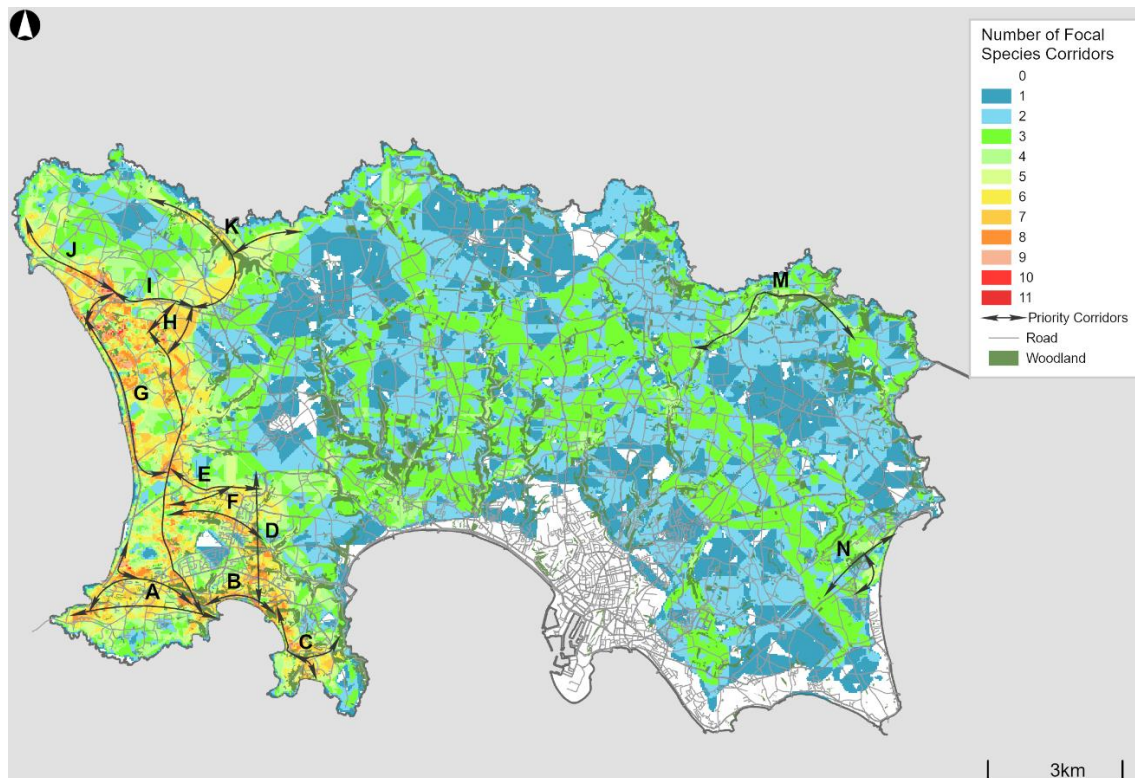 Number of Focal
Species Corridors
0
1
2
3
4
5
6
7
8
9
10
11
Priority Corridors
Road
Woodland
K
J
I
M
H
G
E
F
D
N
A
B
C
3km